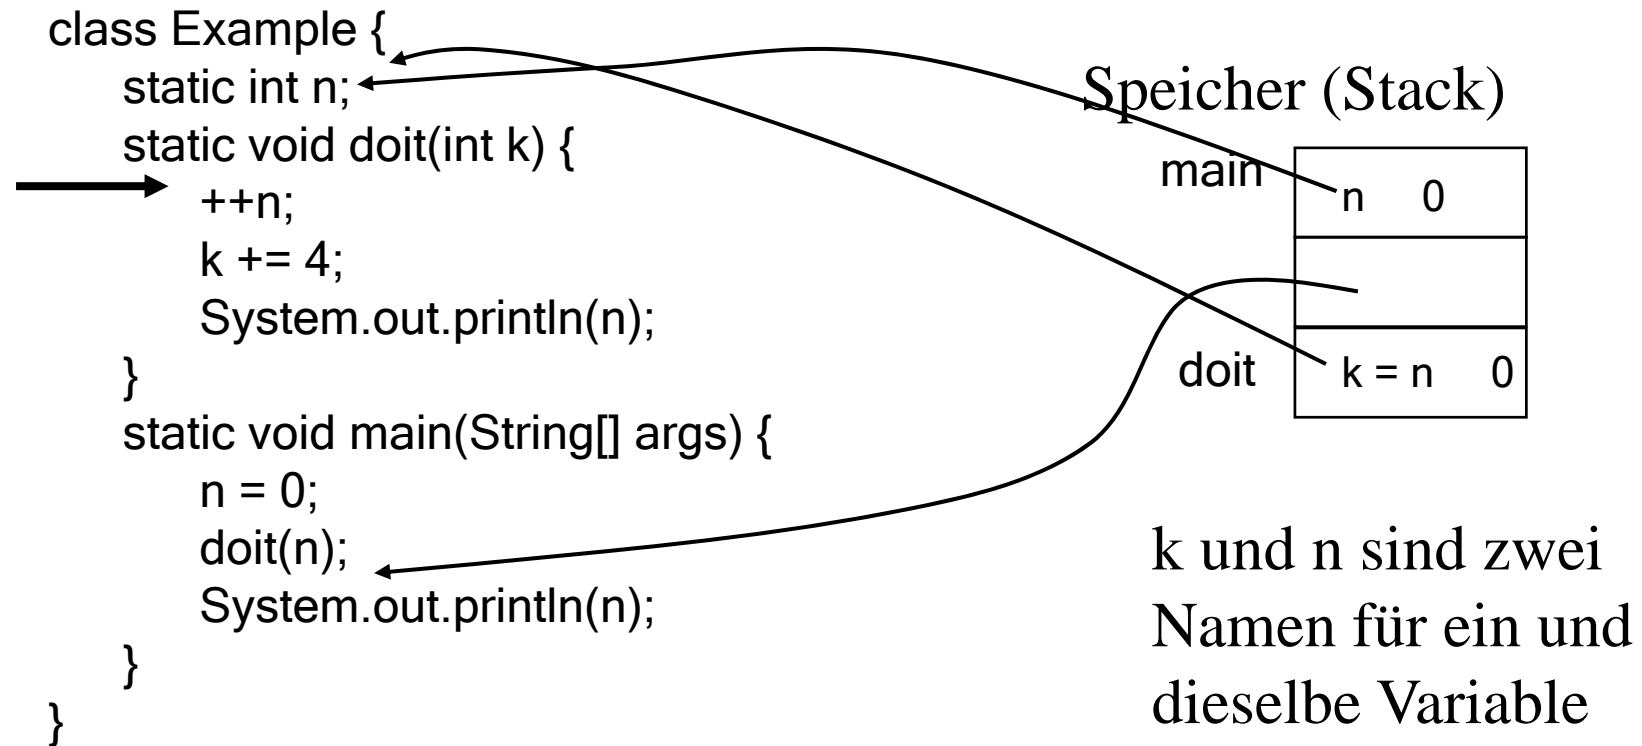 class Example {
static int n;
static void doit(int k) {
++n;
k += 4;
System.out.println(n);
}
static void main(String[] args) {
n = 0;
doit(n);
System.out.println(n);
}
}
Speicher (Stack)
main n 0
doit k = n 0
k und n sind zwei
Namen für ein und
dieselbe Variable